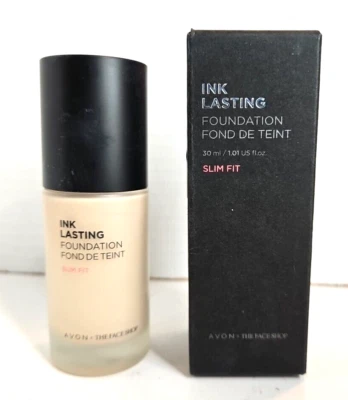 INK
LASTING
FOUNDATION
FOND DE TEINT
SLIM FIT
AVON • THE FACE SHOP
INK
LASTING
FOUNDATION
FOND DE TEINT
30 ml / 1.01 US fl.oz.
SLIM FIT
AVON • THE FACE SHOP